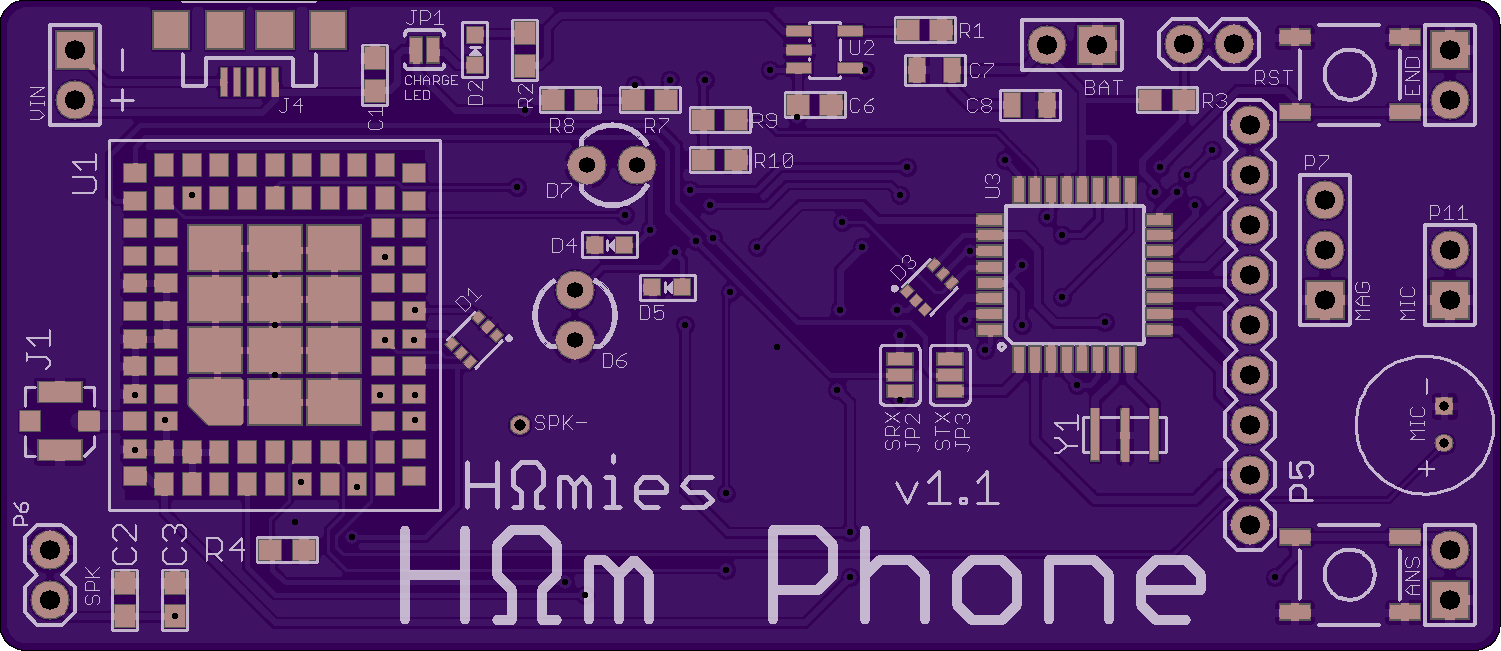 JP1
U2
R1
C7
BAT
RST
END
VIN
-
+
J4
C1
CHARGE
LED
D2
R2
C6
C8
R3
R8
R7
R9
R10
U1
D7
U3
P7
P11
D4
D3
D5
MAG
MIC
D1
D6
J1
SPK-
SRX
JP2
STX
JP3
Y1
-
MIC
+
HΩmies
v1.1
P5
P6
C2
C3
R4
SPK
HΩm Phone
ANS